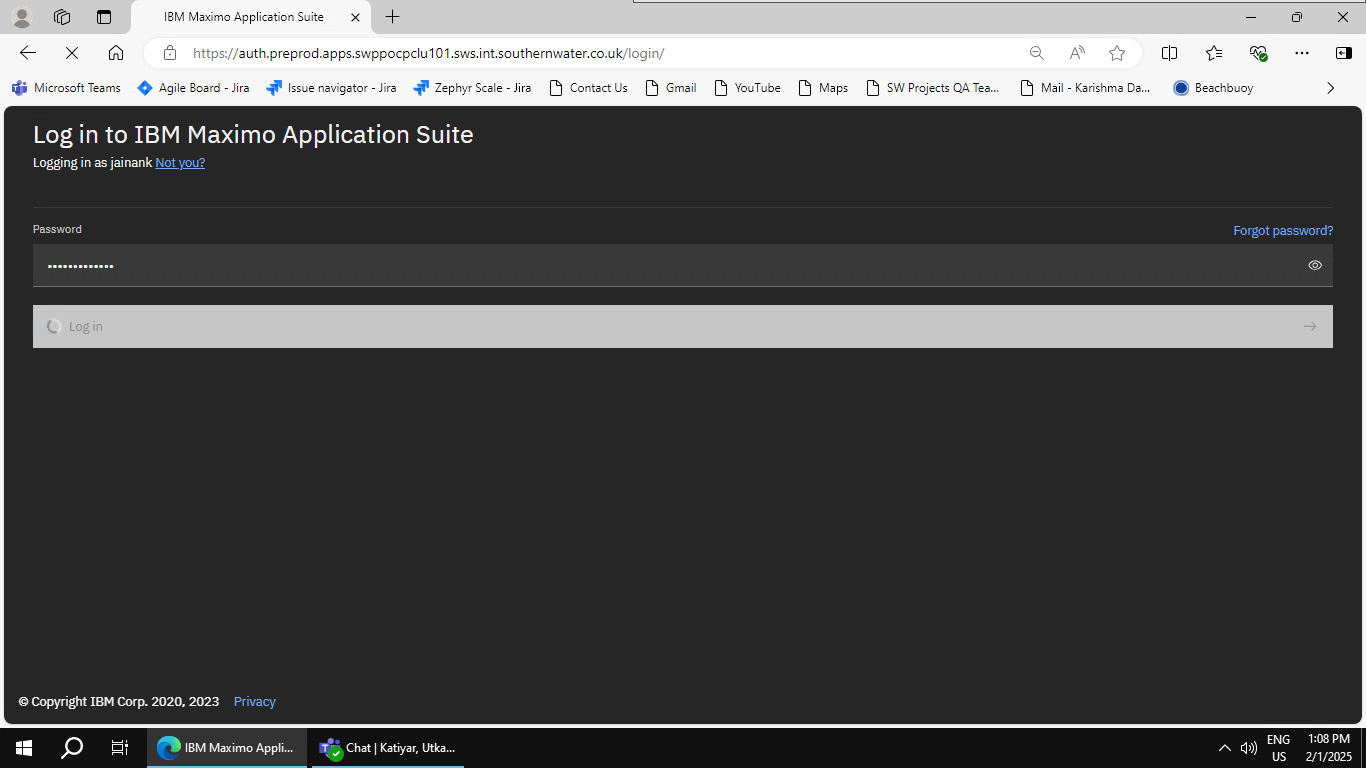 IBM Maximo Application Suite
https://auth.preprod.apps.swppocpclu101.sws.int.southernwater.co.uk/login/
Microsoft Teams Agile Board - Jira Issue navigator - Jira Zephyr Scale - Jira Contact Us Gmail YouTube Maps SW Projects QA Tea... Mail - Karishma Da... Beachbuoy
Log in to IBM Maximo Application Suite
Logging in as jainank Not you?
Password Forgot password?
•••••••••••••
Log in
© Copyright IBM Corp. 2020, 2023 Privacy
IBM Maximo Appli... Chat | Katiyar, Utka... ENG 1:08 PM
US 2/1/2025